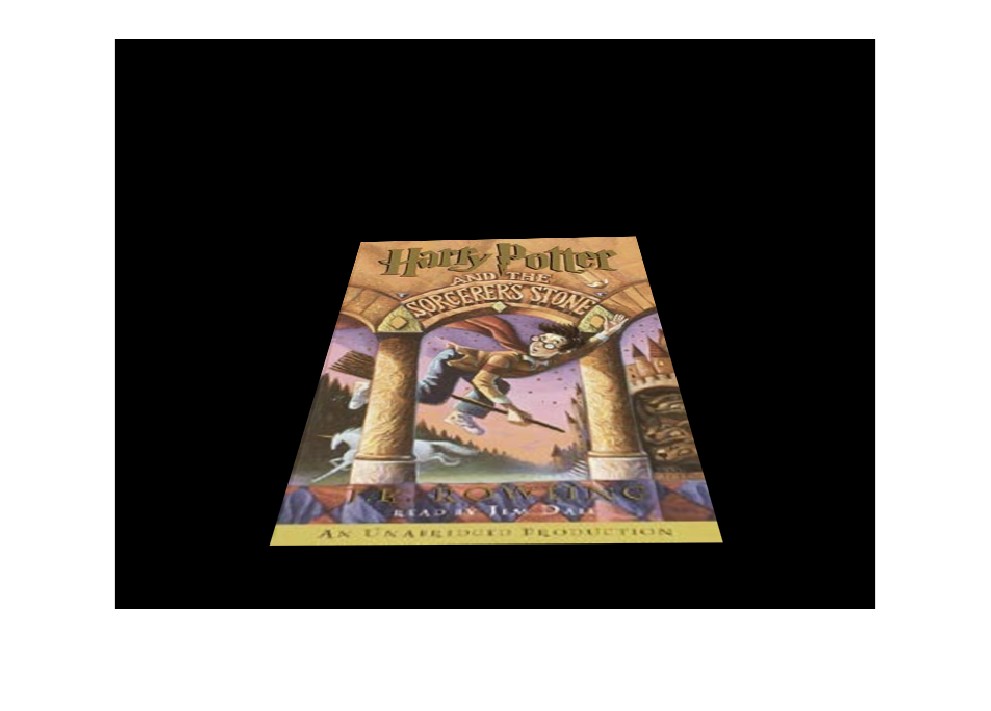 Harry Potter
AND THE
SORCERER'S STONE
J.K. ROWLING
READ BY JIM DALE
AN UNABRIDGED PRODUCTION